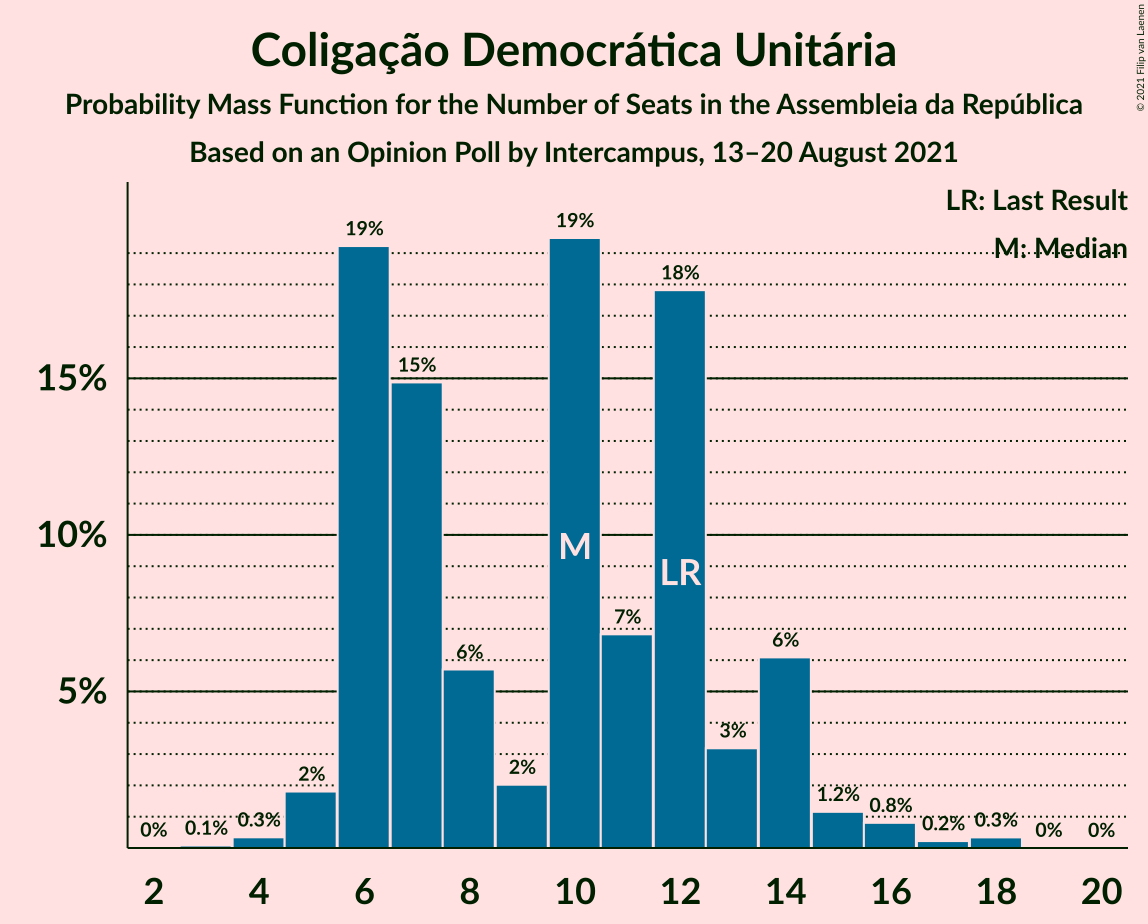 Coligação Democrática Unitária
Probability Mass Function for the Number of Seats in the Assembleia da República
Based on an Opinion Poll by Intercampus, 13–20 August 2021
© 2021 Filip van Laenen
LR: Last Result
M: Median
15%
10%
5%
0%
0.1%
0.3%
2%
19%
15%
6%
2%
19%
7%
18%
3%
6%
1.2%
0.8%
0.2%
0.3%
0%
0%
M
LR
2 4 6 8 10 12 14 16 18 20